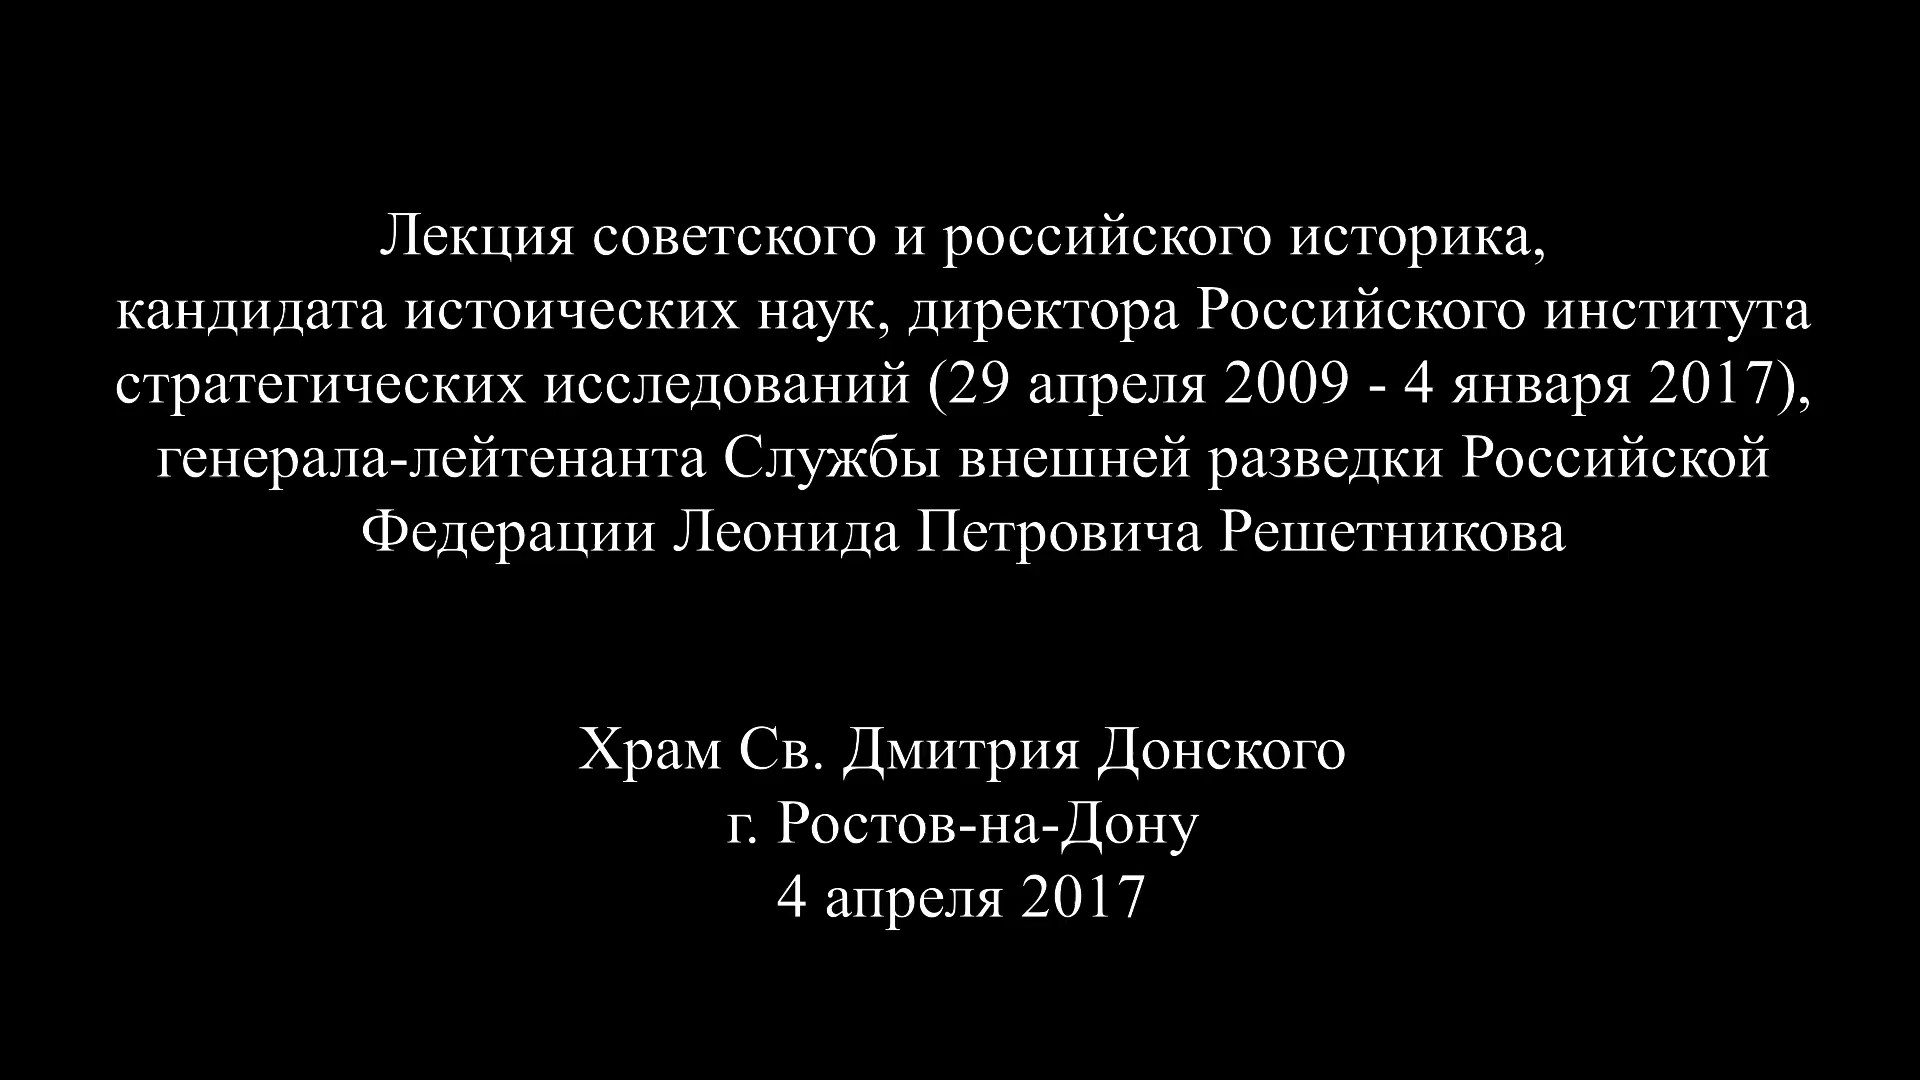 Лекция советского и российского историка,
кандидата истоических наук, директора Российского института
стратегических исследований (29 апреля 2009 - 4 января 2017),
генерала-лейтенанта Службы внешней разведки Российской
Федерации Леонида Петровича Решетникова
Храм Св. Дмитрия Донского
г. Ростов-на-Дону
4 апреля 2017